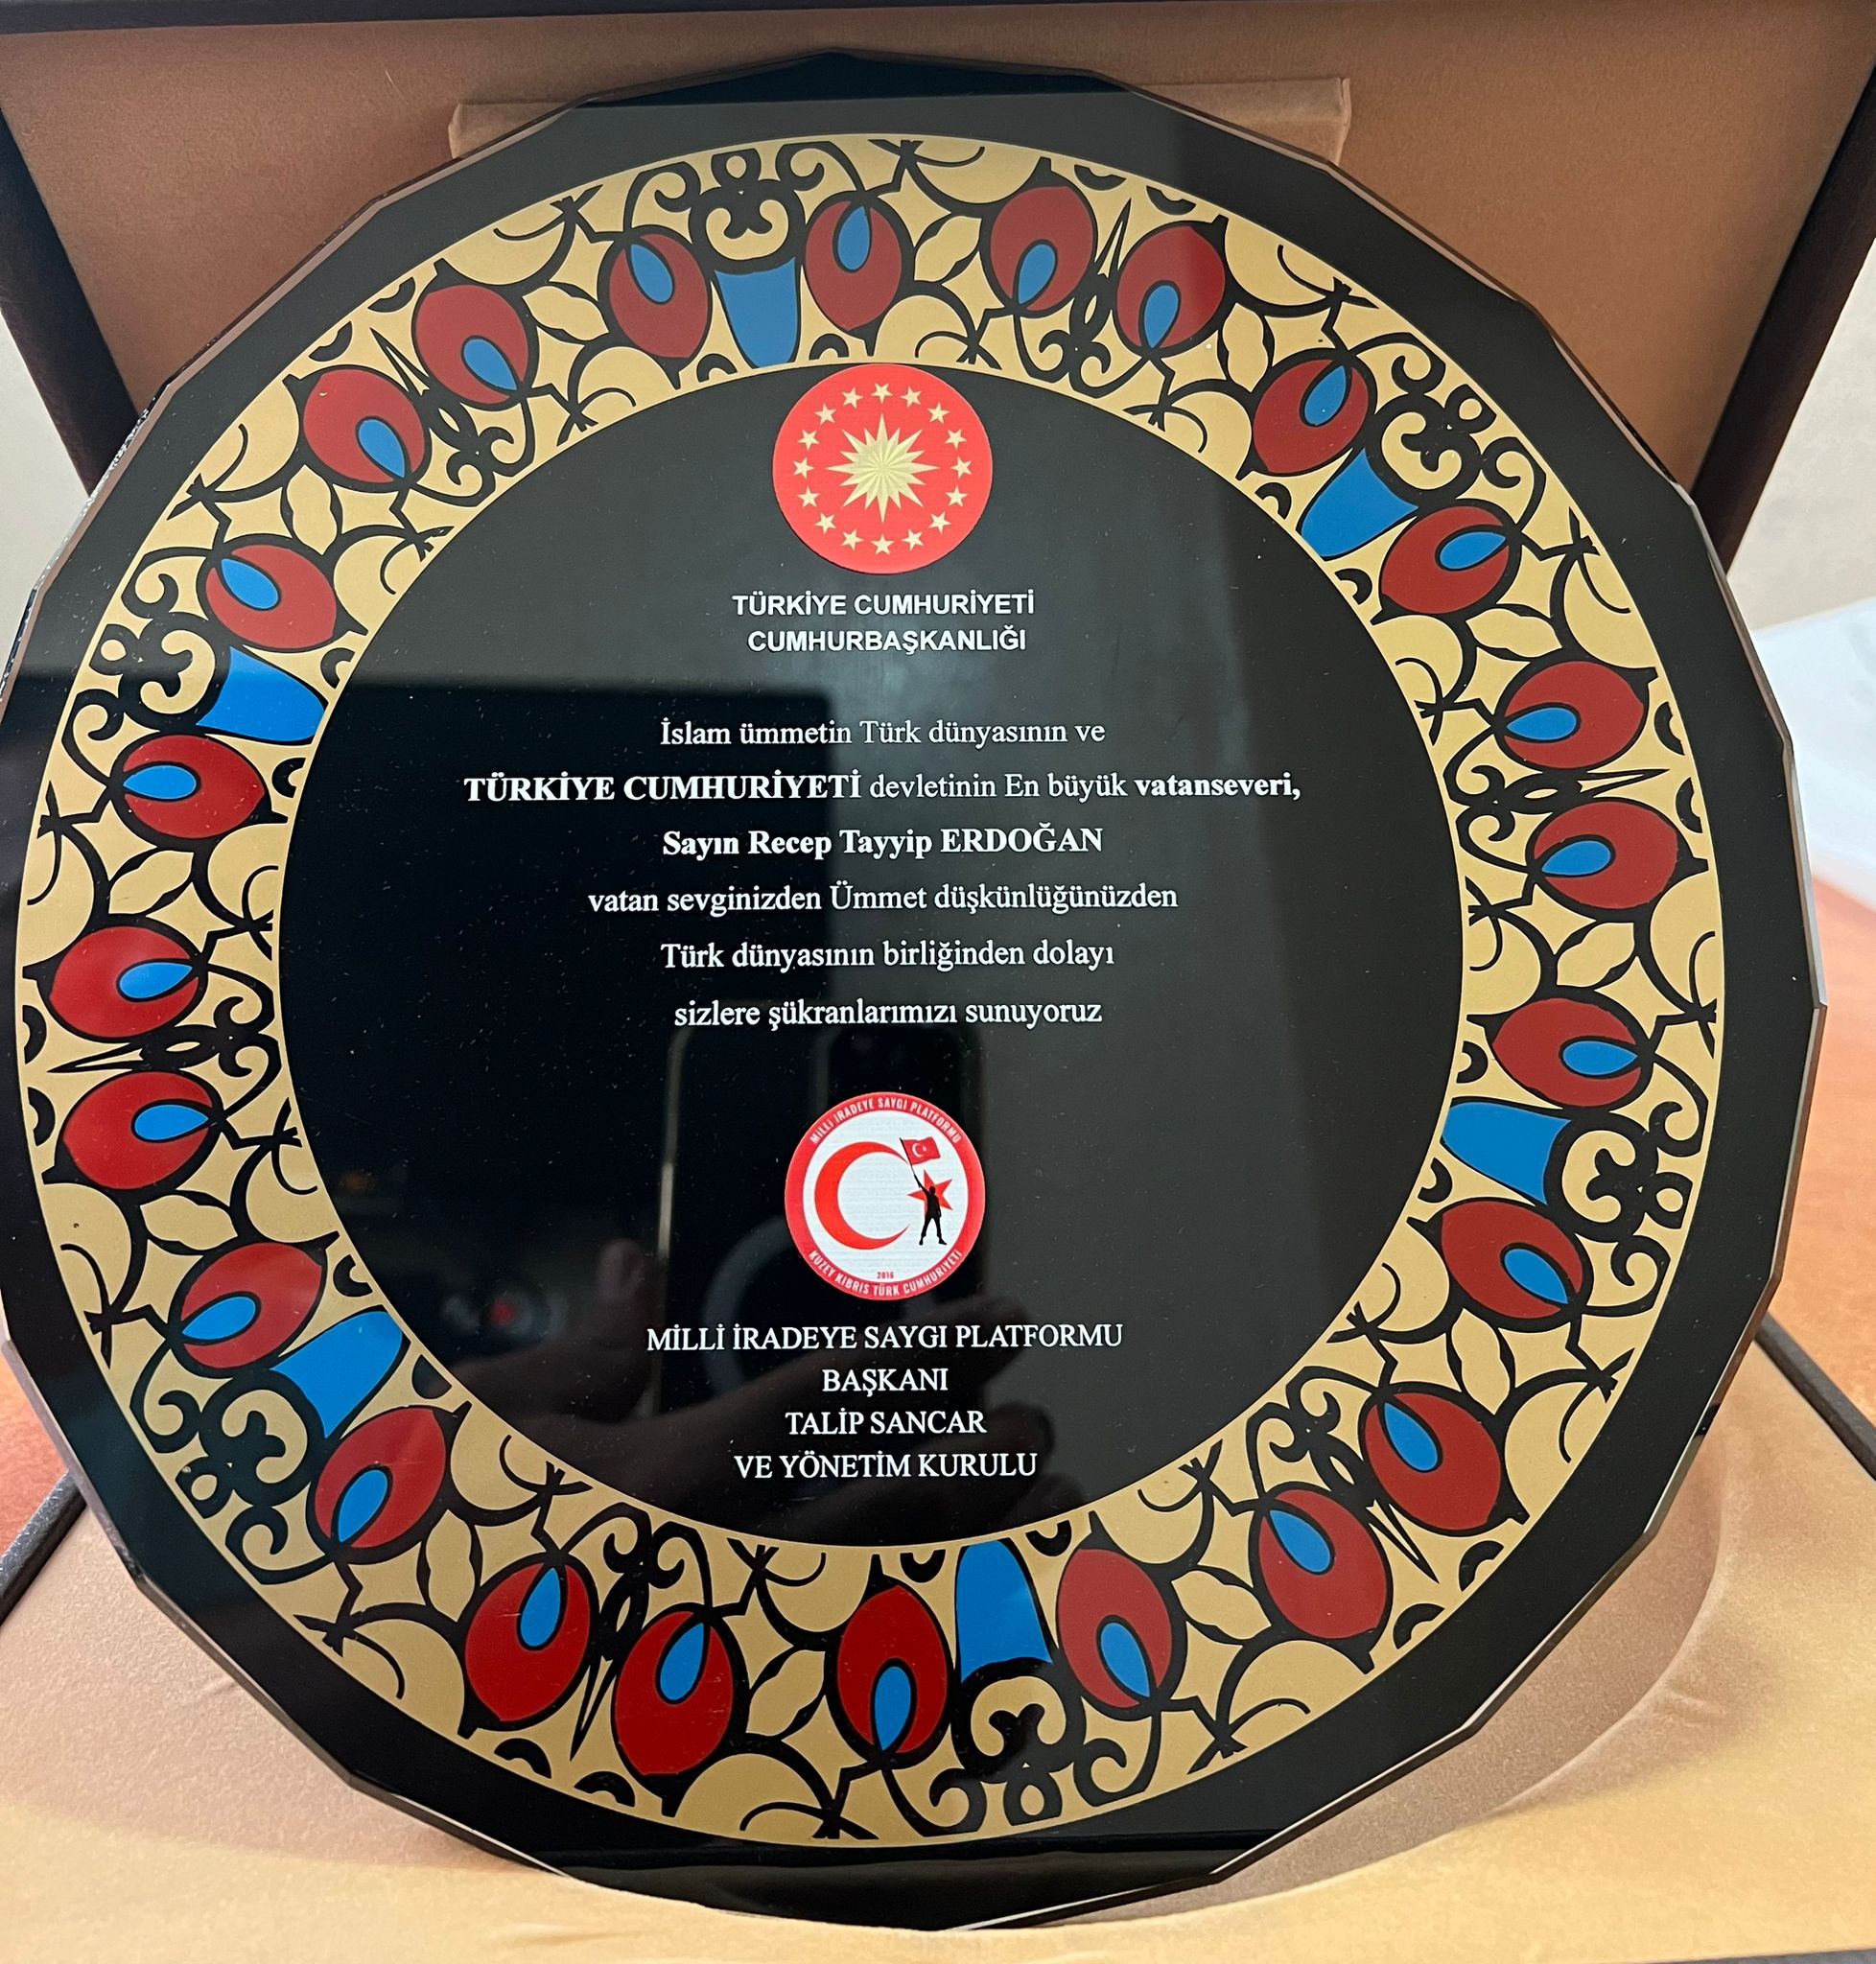 TÜRKİYE CUMHURİYETİ
CUMHURBAŞKANLIĞI
İslam ümmetin Türk dünyasının ve
TÜRKİYE CUMHURİYETİ devletinin En büyük vatanseveri,
Sayın Recep Tayyip ERDOĞAN
vatan sevginizden Ümmet düşkünlüğünüzden
Türk dünyasının birliğinden dolayı
sizlere şükranlarımızı sunuyoruz
MİLLİ İRADEYE SAYGI PLATFORMU
2016
KUZEY KIBRIS TÜRK CUMHURİYETİ
MİLLİ İRADEYE SAYGI PLATFORMU
BAŞKANI
TALİP SANCAR
VE YÖNETİM KURULU